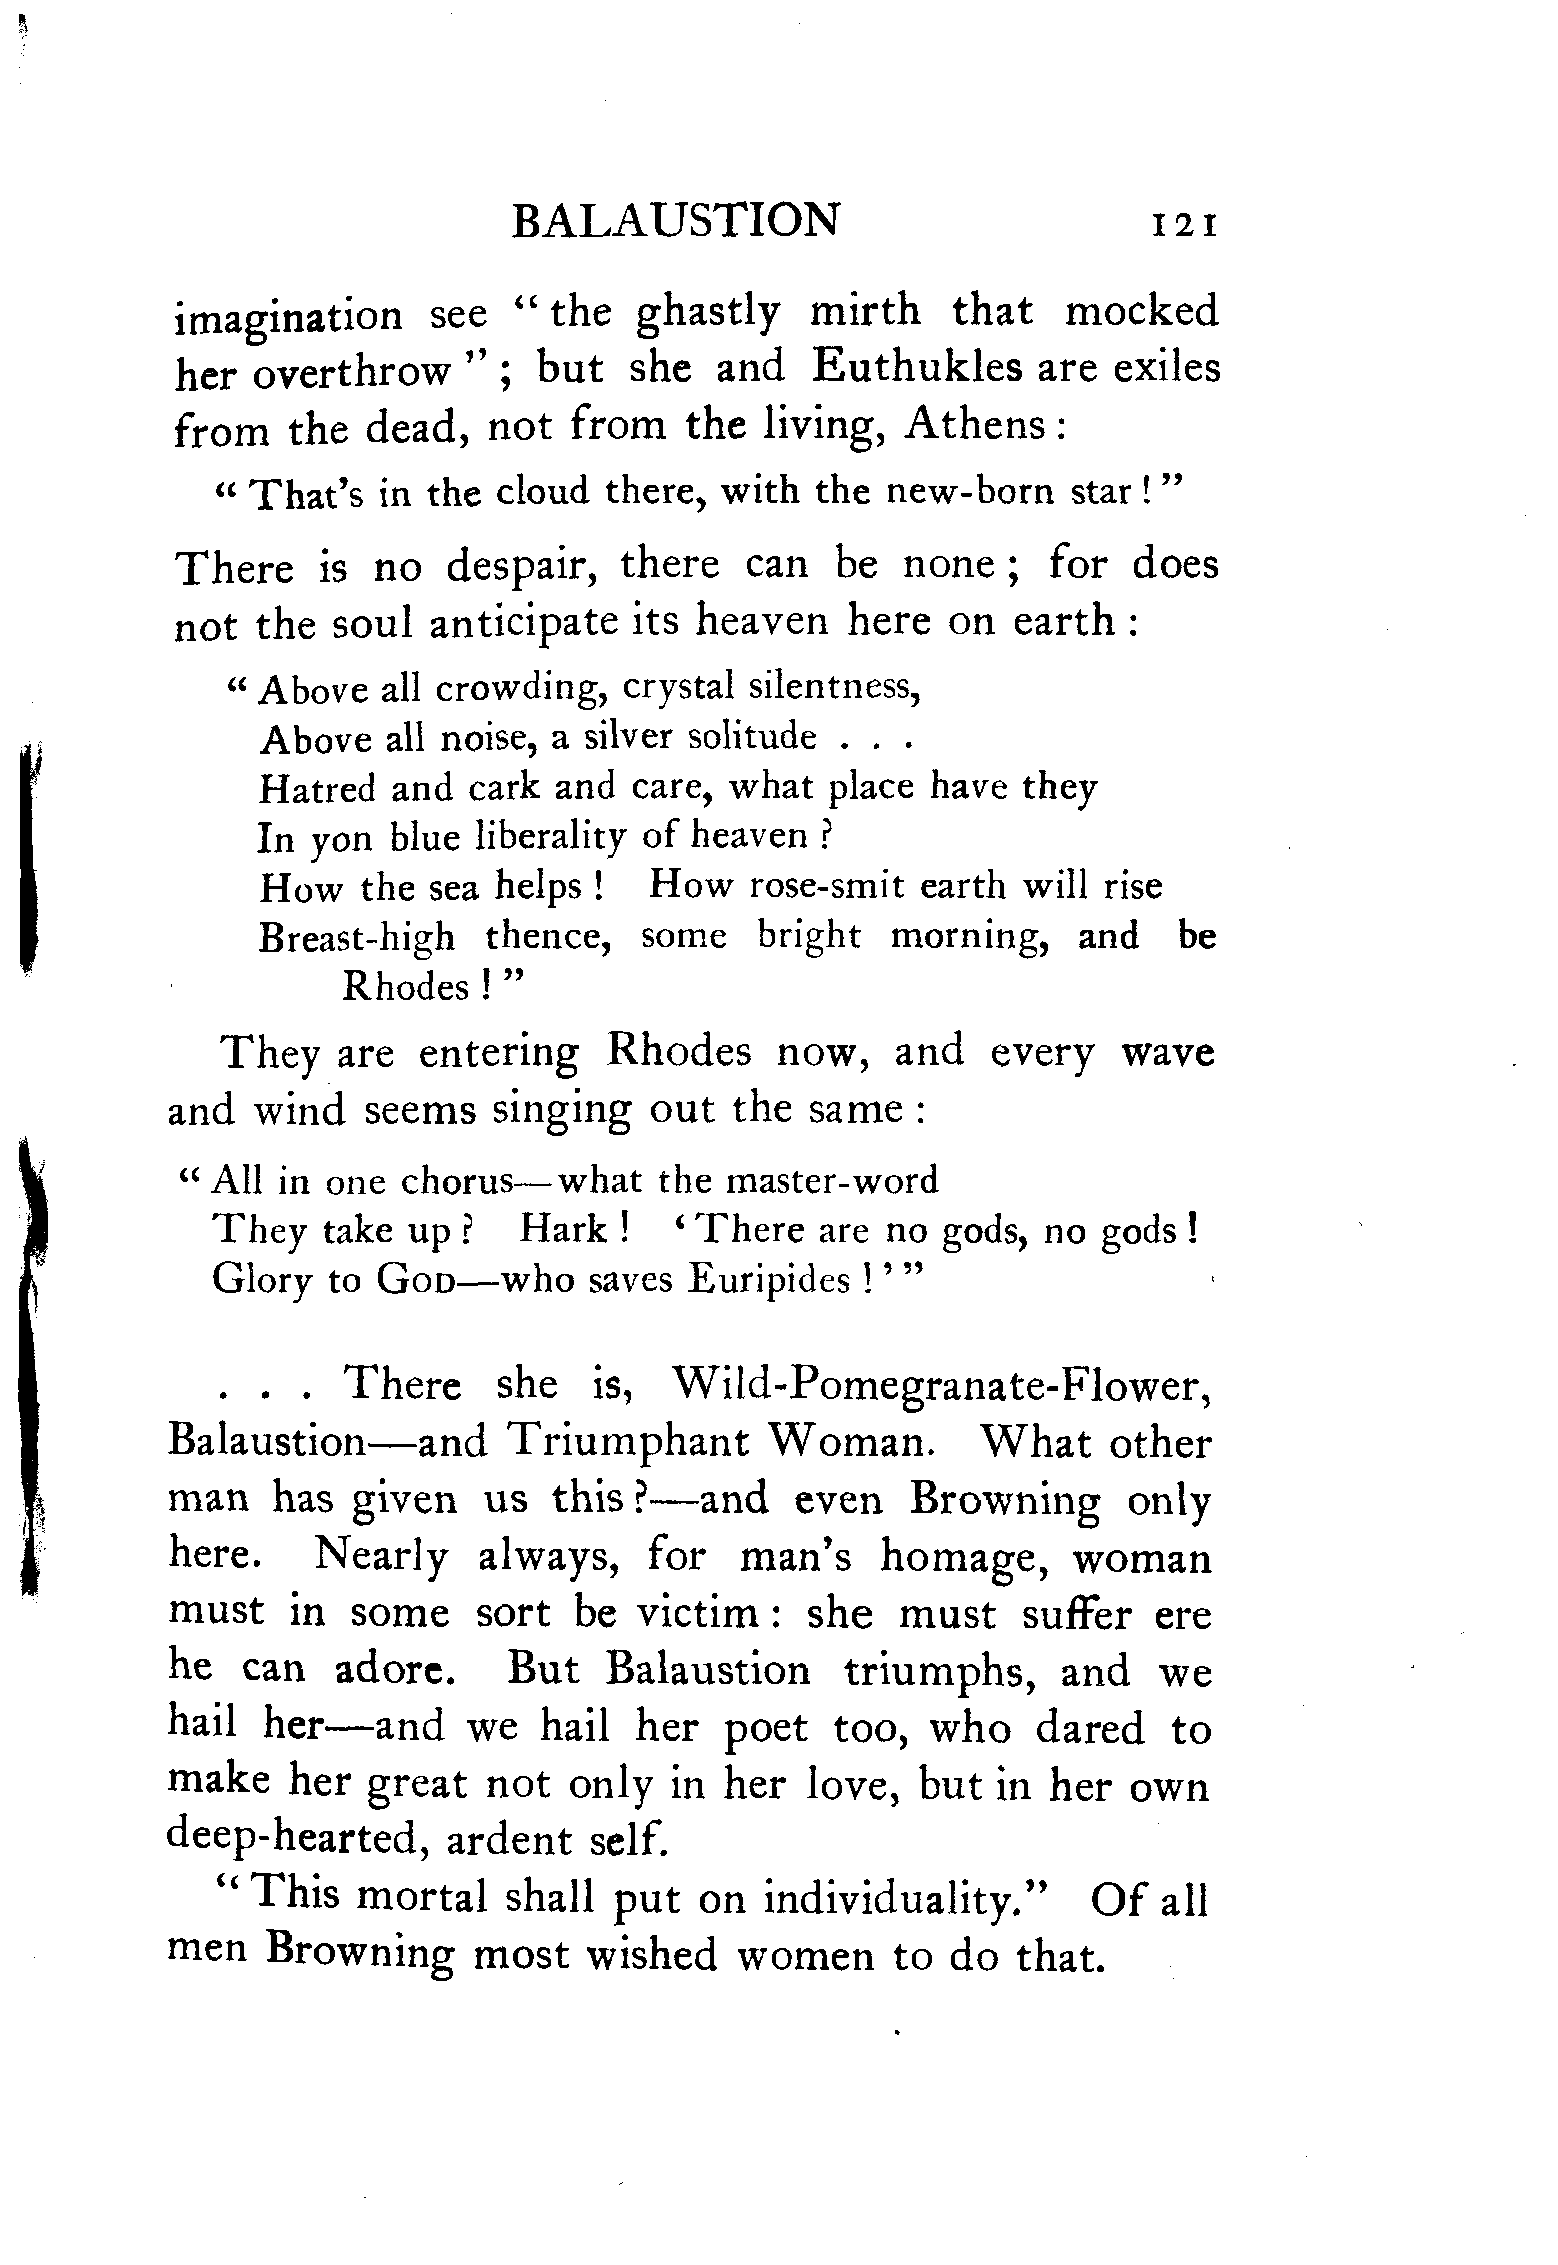 BALAUSTION 121
imagination see “ the ghastly mirth that mocked
her overthrow ” ; but she and Euthukles are exiles
from the dead, not from the living, Athens :
“ That’s in the cloud there, with the new-born star ! ”
There is no despair, there can be none ; for does
not the soul anticipate its heaven here on earth :
“ Above all crowding, crystal silentness,
Above all noise, a silver solitude . . .
Hatred and cark and care, what place have they
In yon blue liberality of heaven ?
How the sea helps ! How rose-smit earth will rise
Breast-high thence, some bright morning, and be
Rhodes ! ”
They are entering Rhodes now, and every wave
and wind seems singing out the same :
“ All in one chorus—what the master-word
They take up ? Hark ! ‘ There are no gods, no gods !
Glory to GOD—who saves Euripides ! ’ ”
. . . There she is, Wild-Pomegranate-Flower,
Balaustion—and Triumphant Woman. What other
man has given us this ?—and even Browning only
here. Nearly always, for man’s homage, woman
must in some sort be victim : she must suffer ere
he can adore. But Balaustion triumphs, and we
hail her—and we hail her poet too, who dared to
make her great not only in her love, but in her own
deep-hearted, ardent self.
“ This mortal shall put on individuality.” Of all
men Browning most wished women to do that.